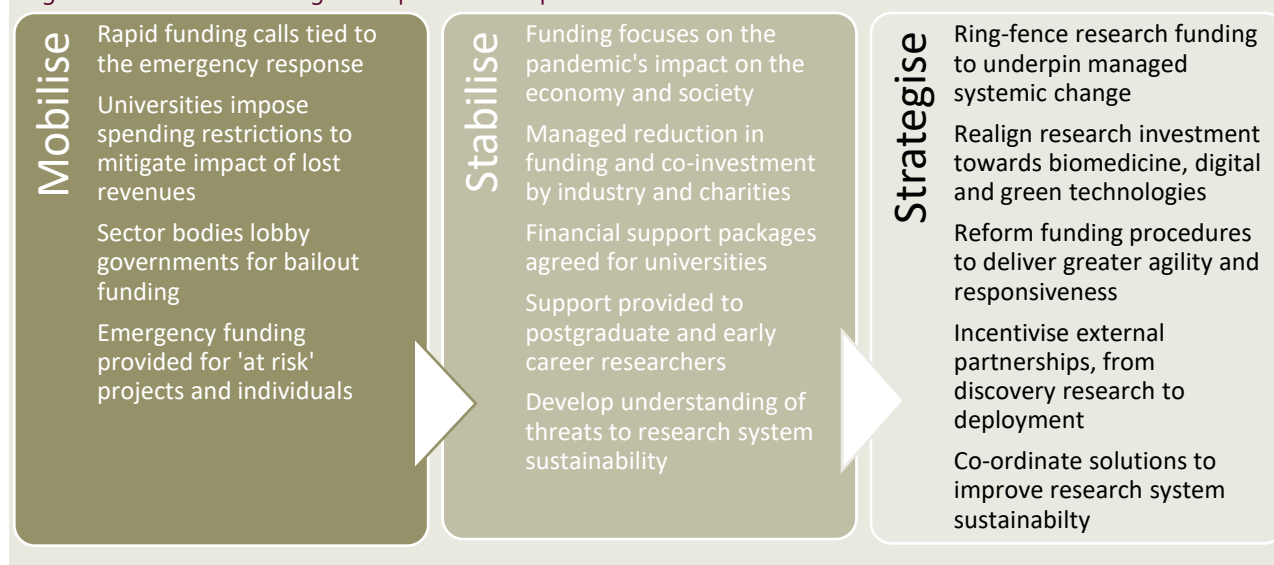 Mobilise
Rapid funding calls tied to
the emergency response
Universities impose
spending restrictions to
mitigate impact of lost
revenues
Sector bodies lobby
governments for bailout
funding
Emergency funding
provided for 'at risk'
projects and individuals
Stabilise
Funding focuses on the
pandemic's impact on the
economy and society
Managed reduction in
funding and co-investment
by industry and charities
Financial support packages
agreed for universities
Support provided to
postgraduate and early
career researchers
Develop understanding of
threats to research system
sustainability
Strategise
Ring-fence research funding
to underpin managed
systemic change
Realign research investment
towards biomedicine, digital
and green technologies
Reform funding procedures
to deliver greater agility and
responsiveness
Incentivise external
partnerships, from
discovery research to
deployment
Co-ordinate solutions to
improve research system
sustainabilty